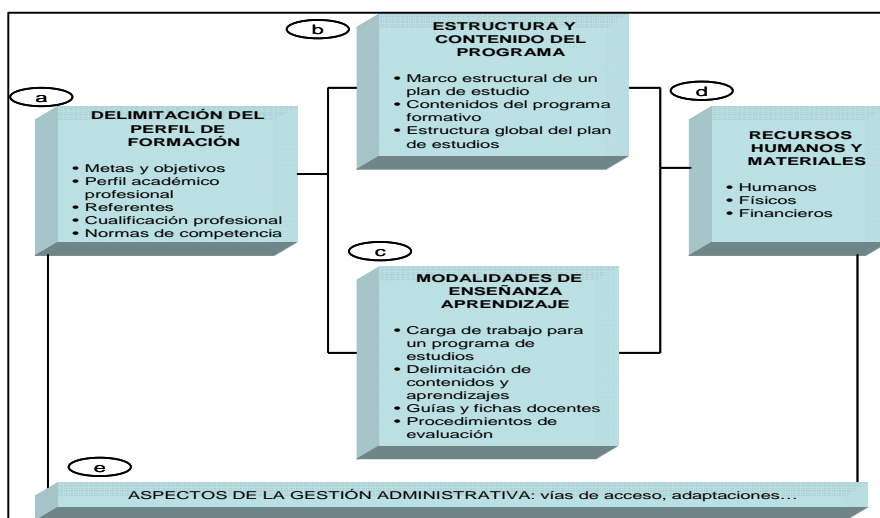 a
DELIMITACIÓN DEL
PERFIL DE
FORMACIÓN
• Metas y objetivos
• Perfil académico
profesional
• Referentes
• Cualificación profesional
• Normas de competencia
b
ESTRUCTURA Y
CONTENIDO DEL
PROGRAMA
• Marco estructural de un
plan de estudio
• Contenidos del programa
formativo
• Estructura global del plan
de estudios
c
MODALIDADES DE
ENSEÑANZA
APRENDIZAJE
• Carga de trabajo para
un programa de
estudios
• Delimitación de
contenidos y
aprendizajes
• Guías y fichas docentes
• Procedimientos de
evaluación
d
RECURSOS
HUMANOS Y
MATERIALES
• Humanos
• Físicos
• Financieros
e
ASPECTOS DE LA GESTIÓN ADMINISTRATIVA: vías de acceso, adaptaciones…